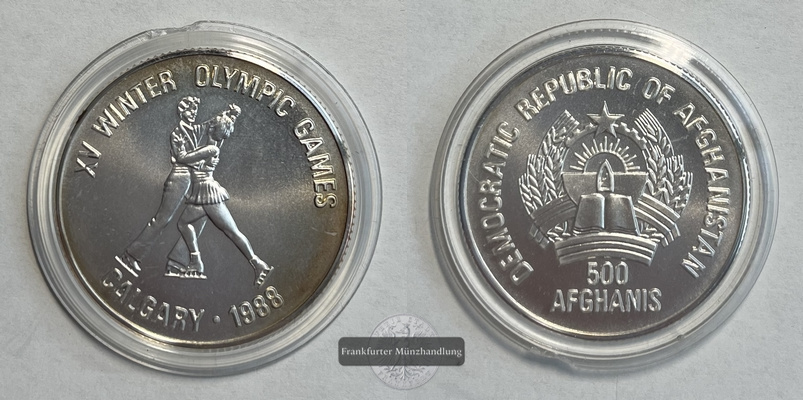 XV WINTER OLYMPIC GAMES
CALGARY · 1988
DEMOCRATIC REPUBLIC OF AFGHANISTAN
500
AFGHANIS
Frankfurter Münzhandlung